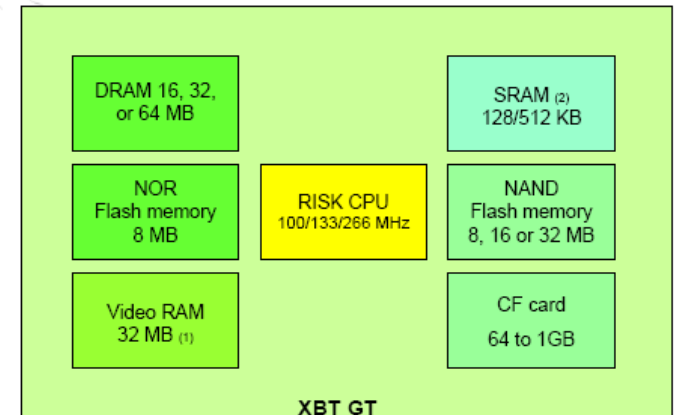 DRAM 16, 32,
or 64 MB
SRAM (2)
128/512 KB
NOR
Flash memory
8 MB
RISK CPU
100/133/266 MHz
NAND
Flash memory
8, 16 or 32 MB
Video RAM
32 MB (1)
CF card
64 to 1GB
XBT GT